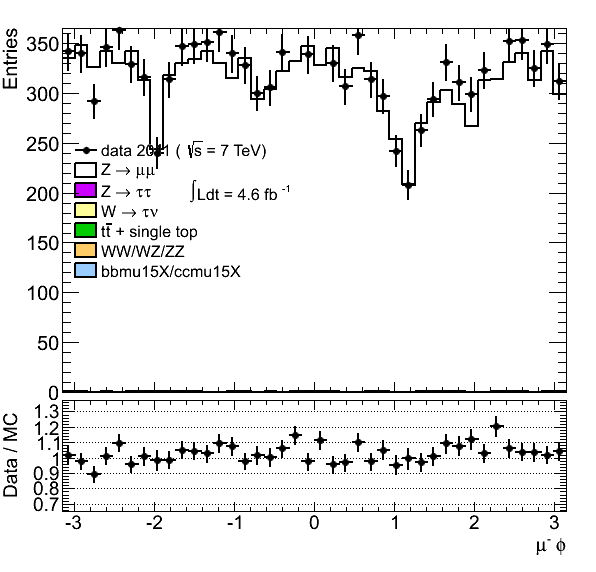 Entries
350
300
250
200
150
100
50
0
data 2011 ( √s = 7 TeV)
Z → μμ
Z → ττ
∫Ldt = 4.6 fb⁻¹
W → τν
tt̄ + single top
WW/WZ/ZZ
bbmu15X/ccmu15X
Data / MC
1.3
1.2
1.1
1
0.9
0.8
0.7
-3 -2 -1 0 1 2 3
μ⁻ ϕ